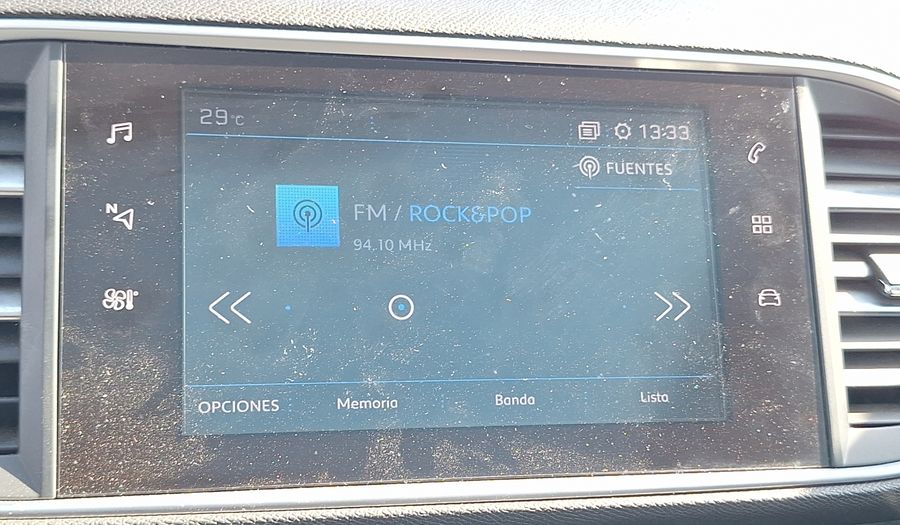 29°C
13:33
FUENTES
N
FM / ROCK&POP
94.10 MHz
OPCIONES Memoria Banda Lista